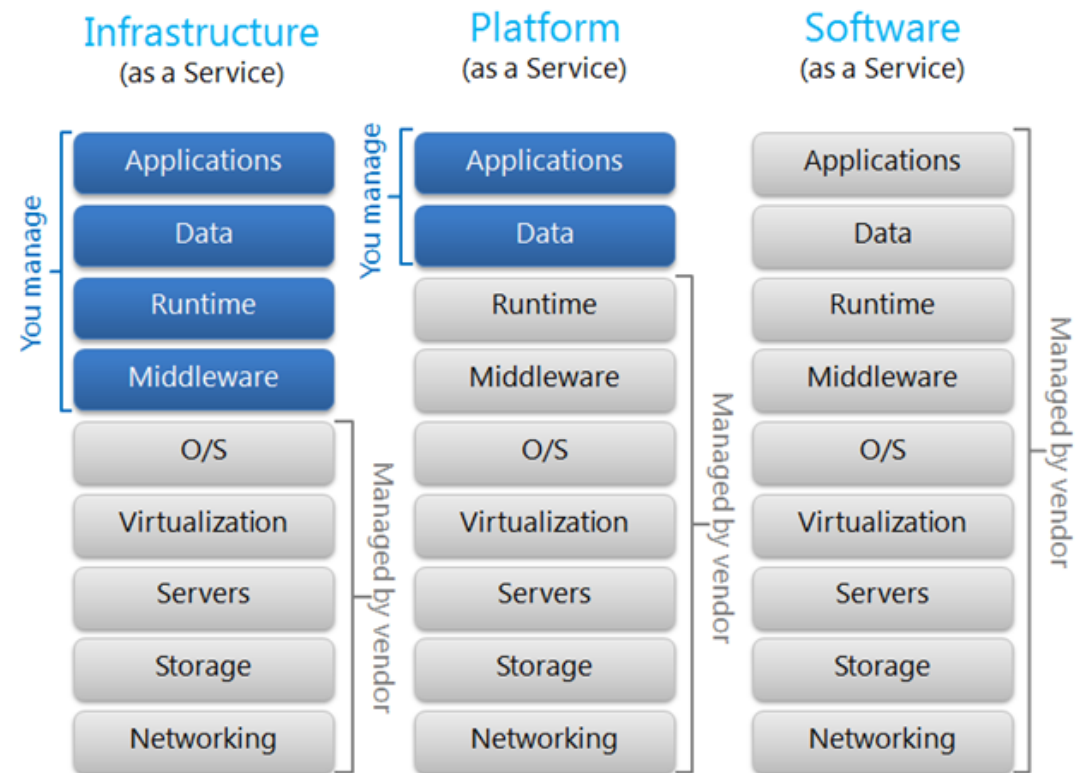 Infrastructure
(as a Service)
You manage
Applications
Data
Runtime
Middleware
O/S
Virtualization
Servers
Storage
Networking
Managed by vendor
Platform
(as a Service)
You manage
Applications
Data
Runtime
Middleware
O/S
Virtualization
Servers
Storage
Networking
Managed by vendor
Software
(as a Service)
Applications
Data
Runtime
Middleware
O/S
Virtualization
Servers
Storage
Networking
Managed by vendor